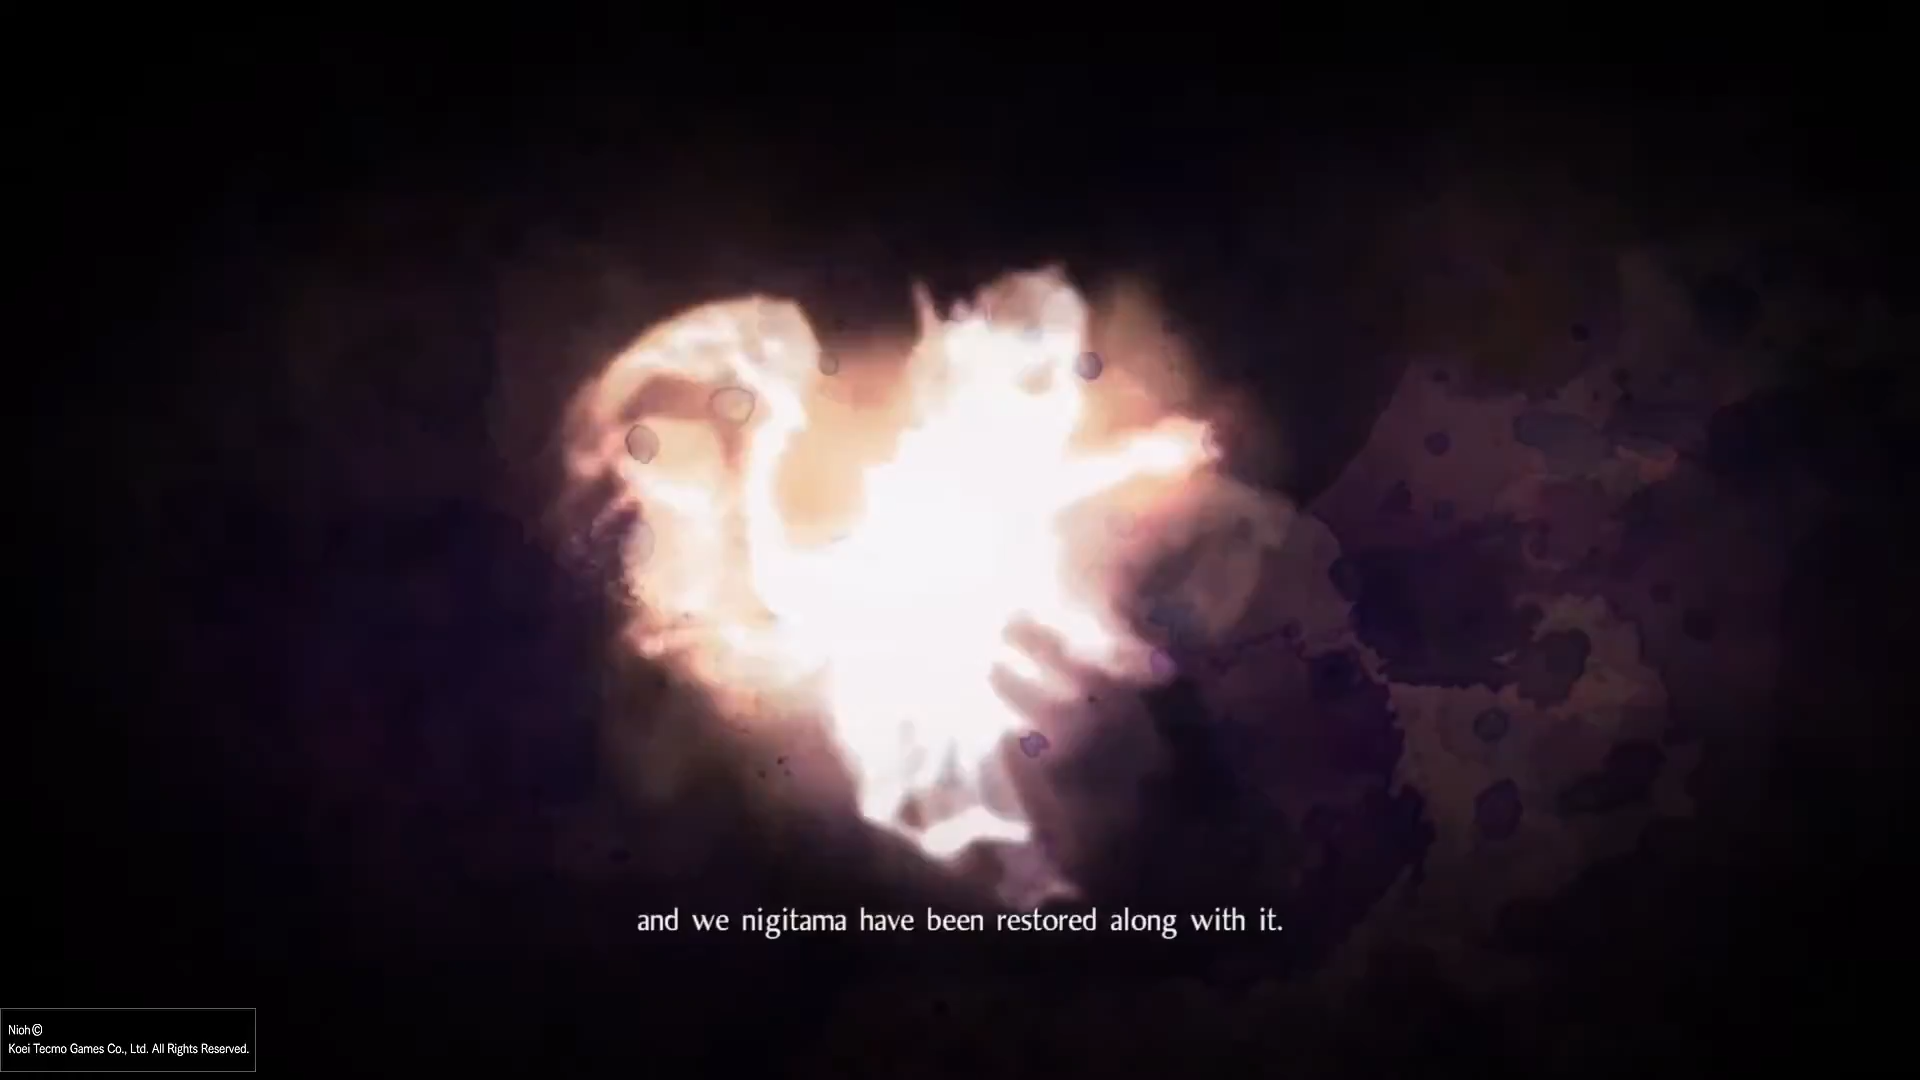 and we nigitama have been restored along with it.
Nioh©
Koei Tecmo Games Co., Ltd. All Rights Reserved.